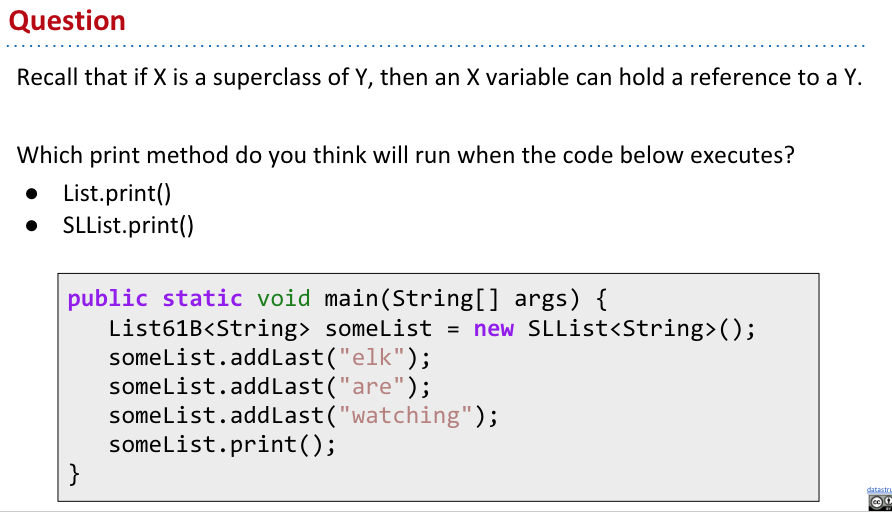 Question
Recall that if X is a superclass of Y, then an X variable can hold a reference to a Y.
Which print method do you think will run when the code below executes?
● List.print()
● SLList.print()
public static void main(String[] args) {
   List61B<String> someList = new SLList<String>();
   someList.addLast("elk");
   someList.addLast("are");
   someList.addLast("watching");
   someList.print();
}
datastru
cc